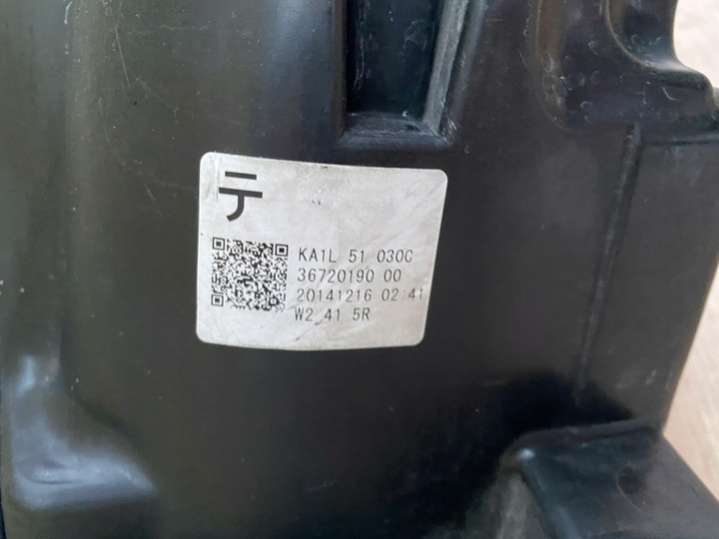 テ
KA1L 51 030C
36720190 00
20141216 02:41
W2 41 5R